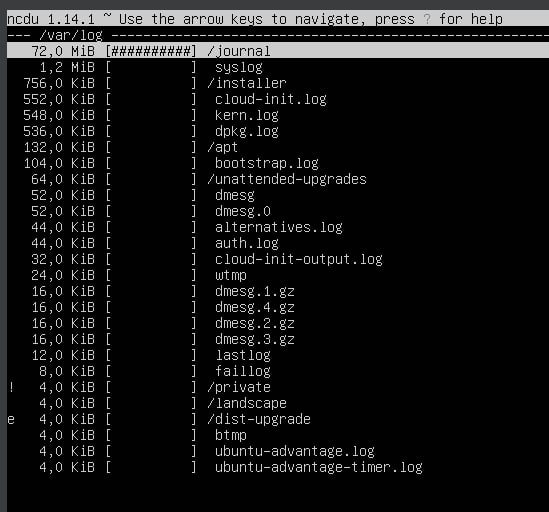 ncdu 1.14.1 ~ Use the arrow keys to navigate, press ? for help
--- /var/log ---------------------------------------------------------
   72,0 MiB [##########] /journal
    1,2 MiB [          ]  syslog
  756,0 KiB [          ] /installer
  552,0 KiB [          ]  cloud-init.log
  548,0 KiB [          ]  kern.log
  536,0 KiB [          ]  dpkg.log
  132,0 KiB [          ] /apt
  104,0 KiB [          ]  bootstrap.log
   64,0 KiB [          ] /unattended-upgrades
   52,0 KiB [          ]  dmesg
   52,0 KiB [          ]  dmesg.0
   44,0 KiB [          ]  alternatives.log
   44,0 KiB [          ]  auth.log
   32,0 KiB [          ]  cloud-init-output.log
   24,0 KiB [          ]  wtmp
   16,0 KiB [          ]  dmesg.1.gz
   16,0 KiB [          ]  dmesg.4.gz
   16,0 KiB [          ]  dmesg.2.gz
   16,0 KiB [          ]  dmesg.3.gz
   12,0 KiB [          ]  lastlog
    8,0 KiB [          ]  faillog
!   4,0 KiB [          ] /private
    4,0 KiB [          ] /landscape
e   4,0 KiB [          ] /dist-upgrade
    4,0 KiB [          ]  btmp
    4,0 KiB [          ]  ubuntu-advantage.log
    4,0 KiB [          ]  ubuntu-advantage-timer.log